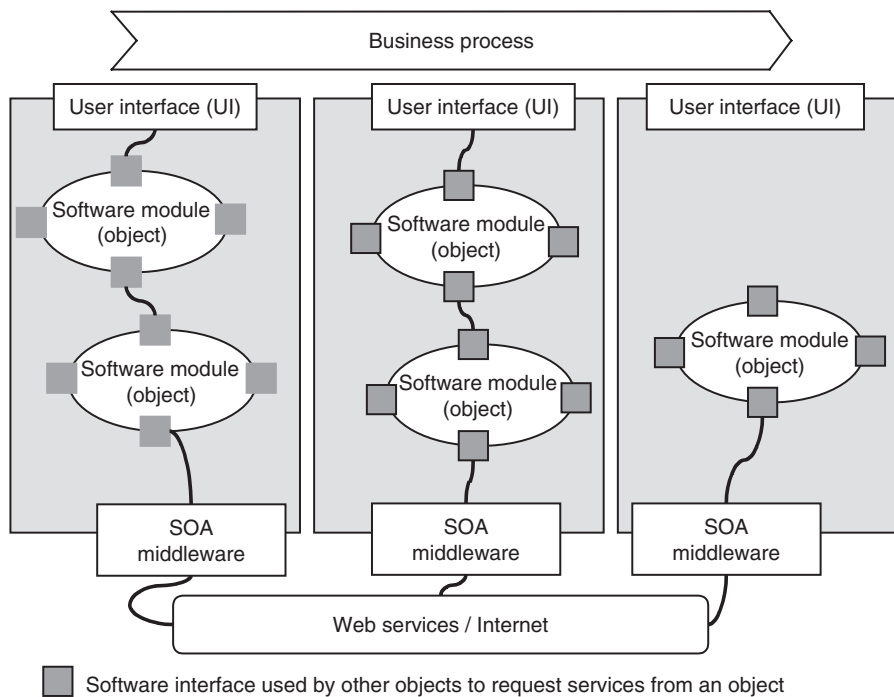 Business process
User interface (UI)
User interface (UI)
User interface (UI)
Software module
(object)
Software module
(object)
Software module
(object)
Software module
(object)
Software module
(object)
SOA
middleware
SOA
middleware
SOA
middleware
Web services / Internet
Software interface used by other objects to request services from an object